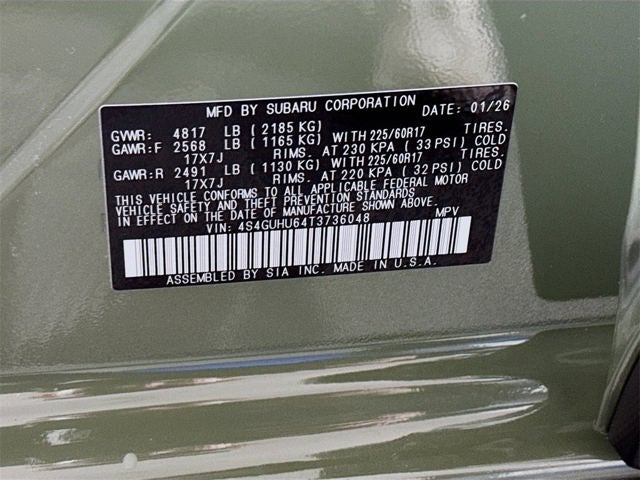 MFD BY SUBARU CORPORATION DATE: 01/26
GVWR: 4817 LB (2185 KG)
GAWR:F 2568 LB (1165 KG) WITH 225/60R17 TIRES.
17X7J RIMS. AT 230 KPA (33 PSI) COLD
GAWR:R 2491 LB (1130 KG) WITH 225/60R17 TIRES.
17X7J RIMS. AT 220 KPA (32 PSI) COLD
THIS VEHICLE CONFORMS TO ALL APPLICABLE FEDERAL MOTOR
VEHICLE SAFETY AND THEFT PREVENTION STANDARDS
IN EFFECT ON THE DATE OF MANUFACTURE SHOWN ABOVE.
VIN: 4S4GUHU64T3736048 MPV
ASSEMBLED BY SIA INC. MADE IN U.S.A.